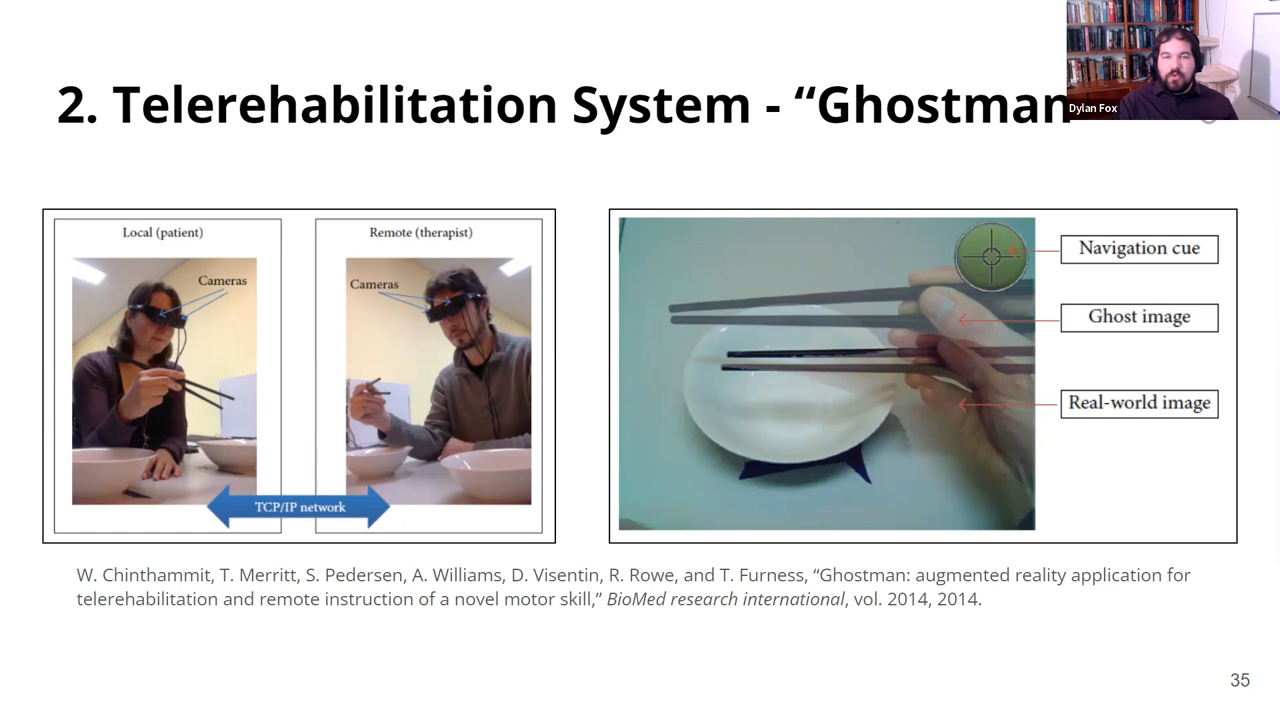 2. Telerehabilitation System - “Ghostman
Dylan Fox
Local (patient)
Remote (therapist)
Cameras
Cameras
TCP/IP network
Navigation cue
Ghost image
Real-world image
W. Chinthammit, T. Merritt, S. Pedersen, A. Williams, D. Visentin, R. Rowe, and T. Furness, “Ghostman: augmented reality application for
telerehabilitation and remote instruction of a novel motor skill,” BioMed research international, vol. 2014, 2014.
35